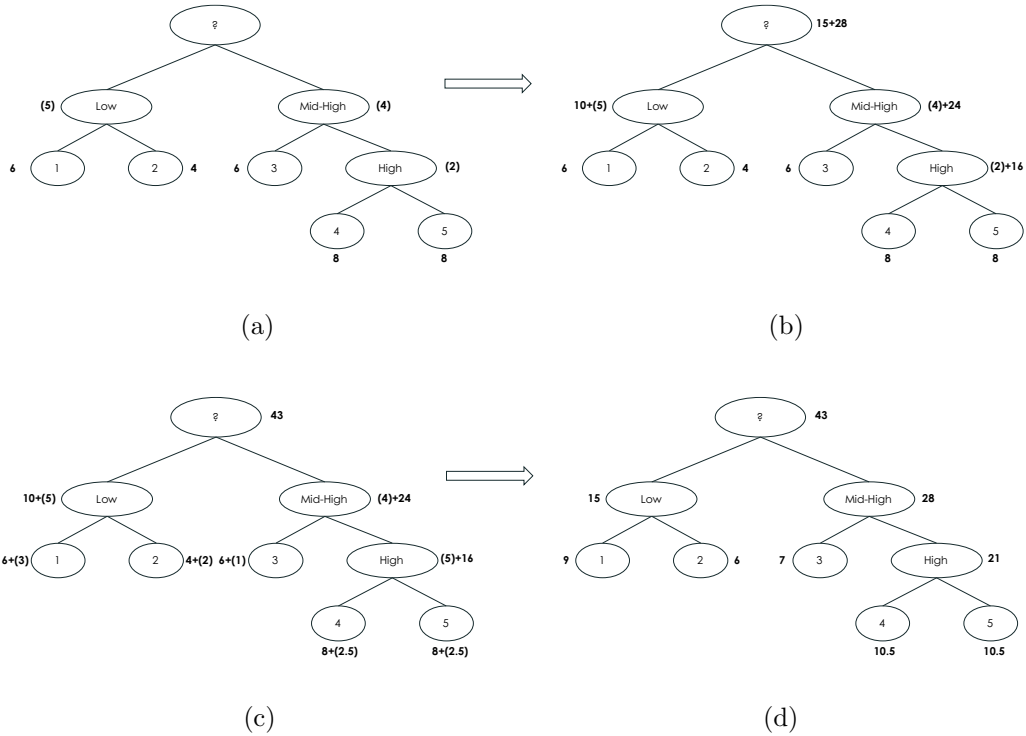 ? ? 15+28
(5) Low Mid-High (4) 10+(5) Low Mid-High (4)+24
6 1 2 4 6 3 High (2) 6 1 2 4 6 3 High (2)+16
4 5 4 5
8 8 8 8
(a) (b)
? 43 ? 43
10+(5) Low Mid-High (4)+24 15 Low Mid-High 28
6+(3) 1 2 4+(2) 6+(1) 3 High (5)+16 9 1 2 6 7 3 High 21
4 5 4 5
8+(2.5) 8+(2.5) 10.5 10.5
(c) (d)